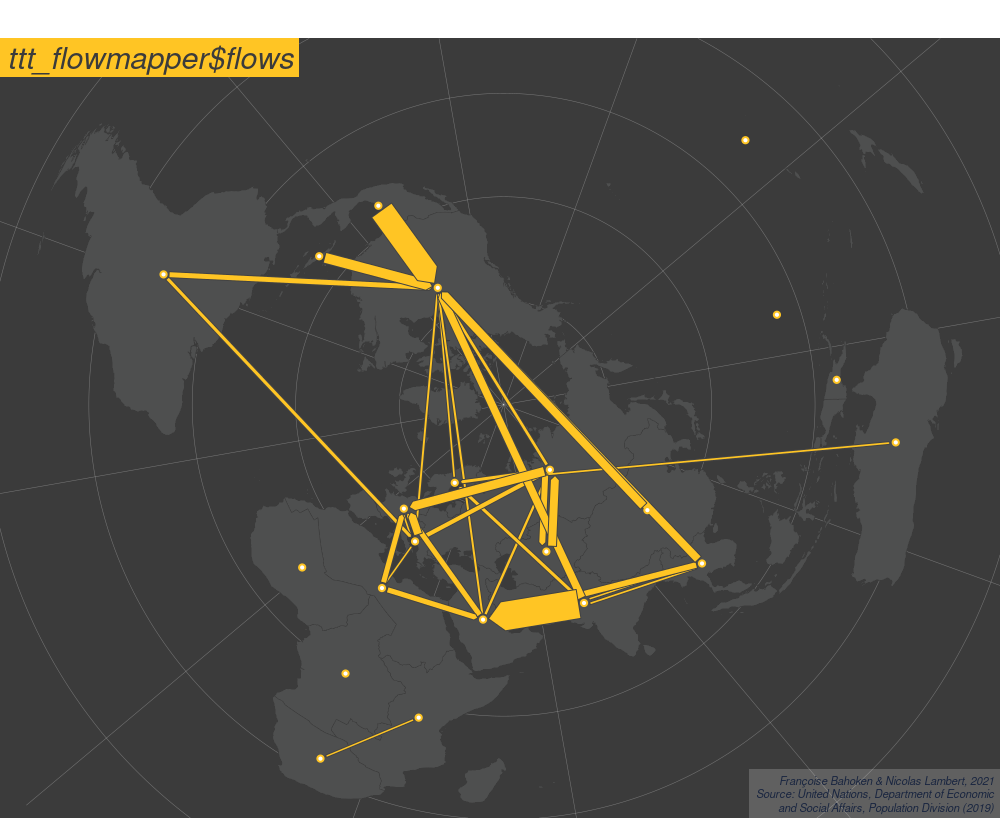 ttt_flowmapper$flows
Françoise Bahoken & Nicolas Lambert, 2021
Source: United Nations, Department of Economic
and Social Affairs, Population Division (2019)